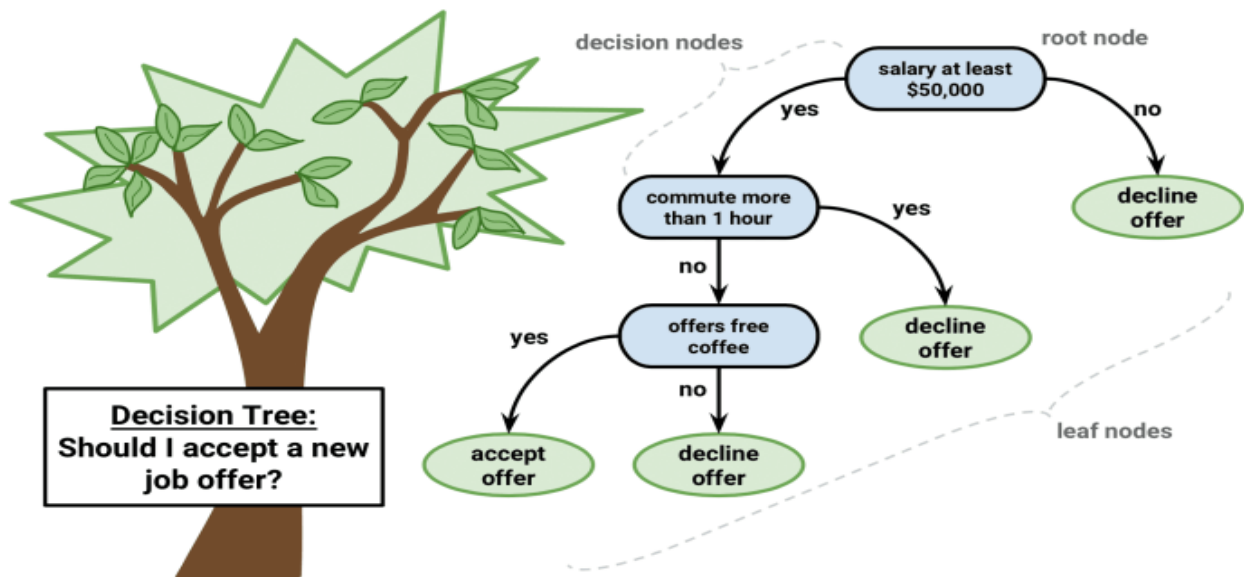 decision nodes
root node
salary at least
$50,000
yes
no
commute more
than 1 hour
yes
decline
offer
no
offers free
coffee
decline
offer
yes
no
Decision Tree:
Should I accept a new
job offer?
accept
offer
decline
offer
leaf nodes